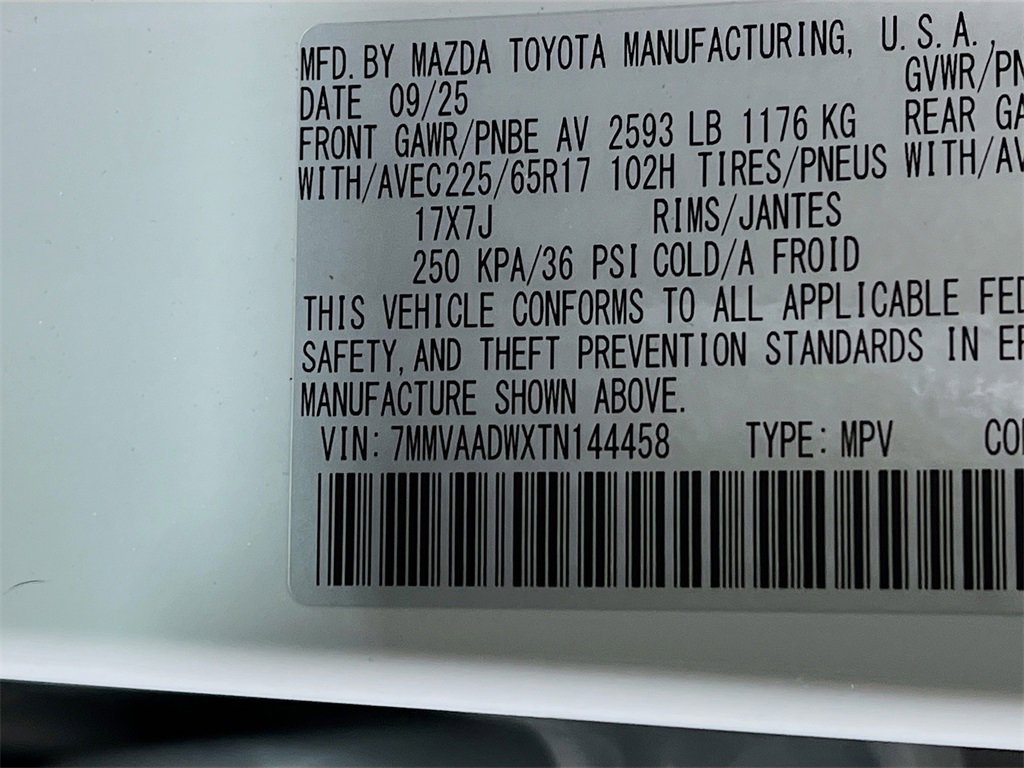 MFD. BY MAZDA TOYOTA MANUFACTURING, U.S.A.,
DATE 09/25 GVWR/PN
FRONT GAWR/PNBE AV 2593 LB 1176 KG REAR GA
WITH/AVEC225/65R17 102H TIRES/PNEUS WITH/AV
17X7J RIMS/JANTES
250 KPA/36 PSI COLD/A FROID
THIS VEHICLE CONFORMS TO ALL APPLICABLE FED
SAFETY, AND THEFT PREVENTION STANDARDS IN EF
MANUFACTURE SHOWN ABOVE.
VIN: 7MMVAADWXTN144458 TYPE: MPV